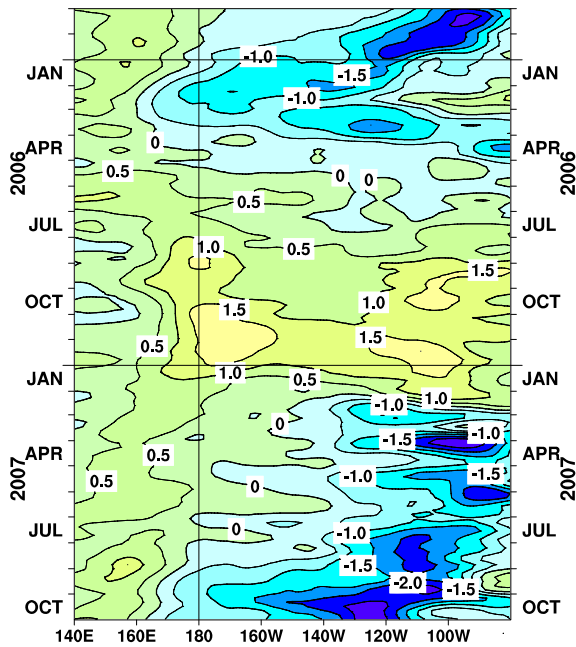 -1.0
JAN JAN
-1.5
-1.0
0
APR APR
2006 2006
0.5 0 0
0.5
JUL JUL
1.0 0.5
1.5
OCT 1.0 OCT
1.5
1.5
0.5
JAN 1.0 0.5 JAN
1.0
-1.0
0 -1.0
-1.5
APR 0.5 APR
-1.0 -1.5
0.5 0
2007 2007
JUL 0 -1.0 JUL
-1.5
-2.0 -1.5
OCT OCT
140E 160E 180 160W 140W 120W 100W